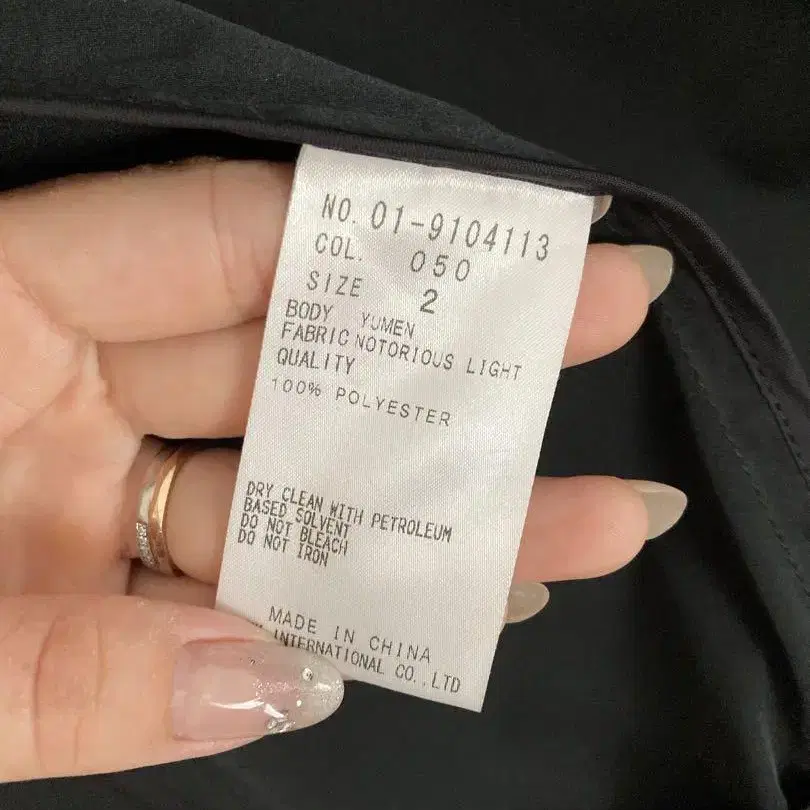 NO. 01-9104113
COL. 050
SIZE 2
BODY YUMEN
FABRIC NOTORIOUS LIGHT
QUALITY
100% POLYESTER
DRY CLEAN WITH PETROLEUM
BASED SOLVENT
DO NOT BLEACH
DO NOT IRON
MADE IN CHINA
INTERNATIONAL CO.,LTD